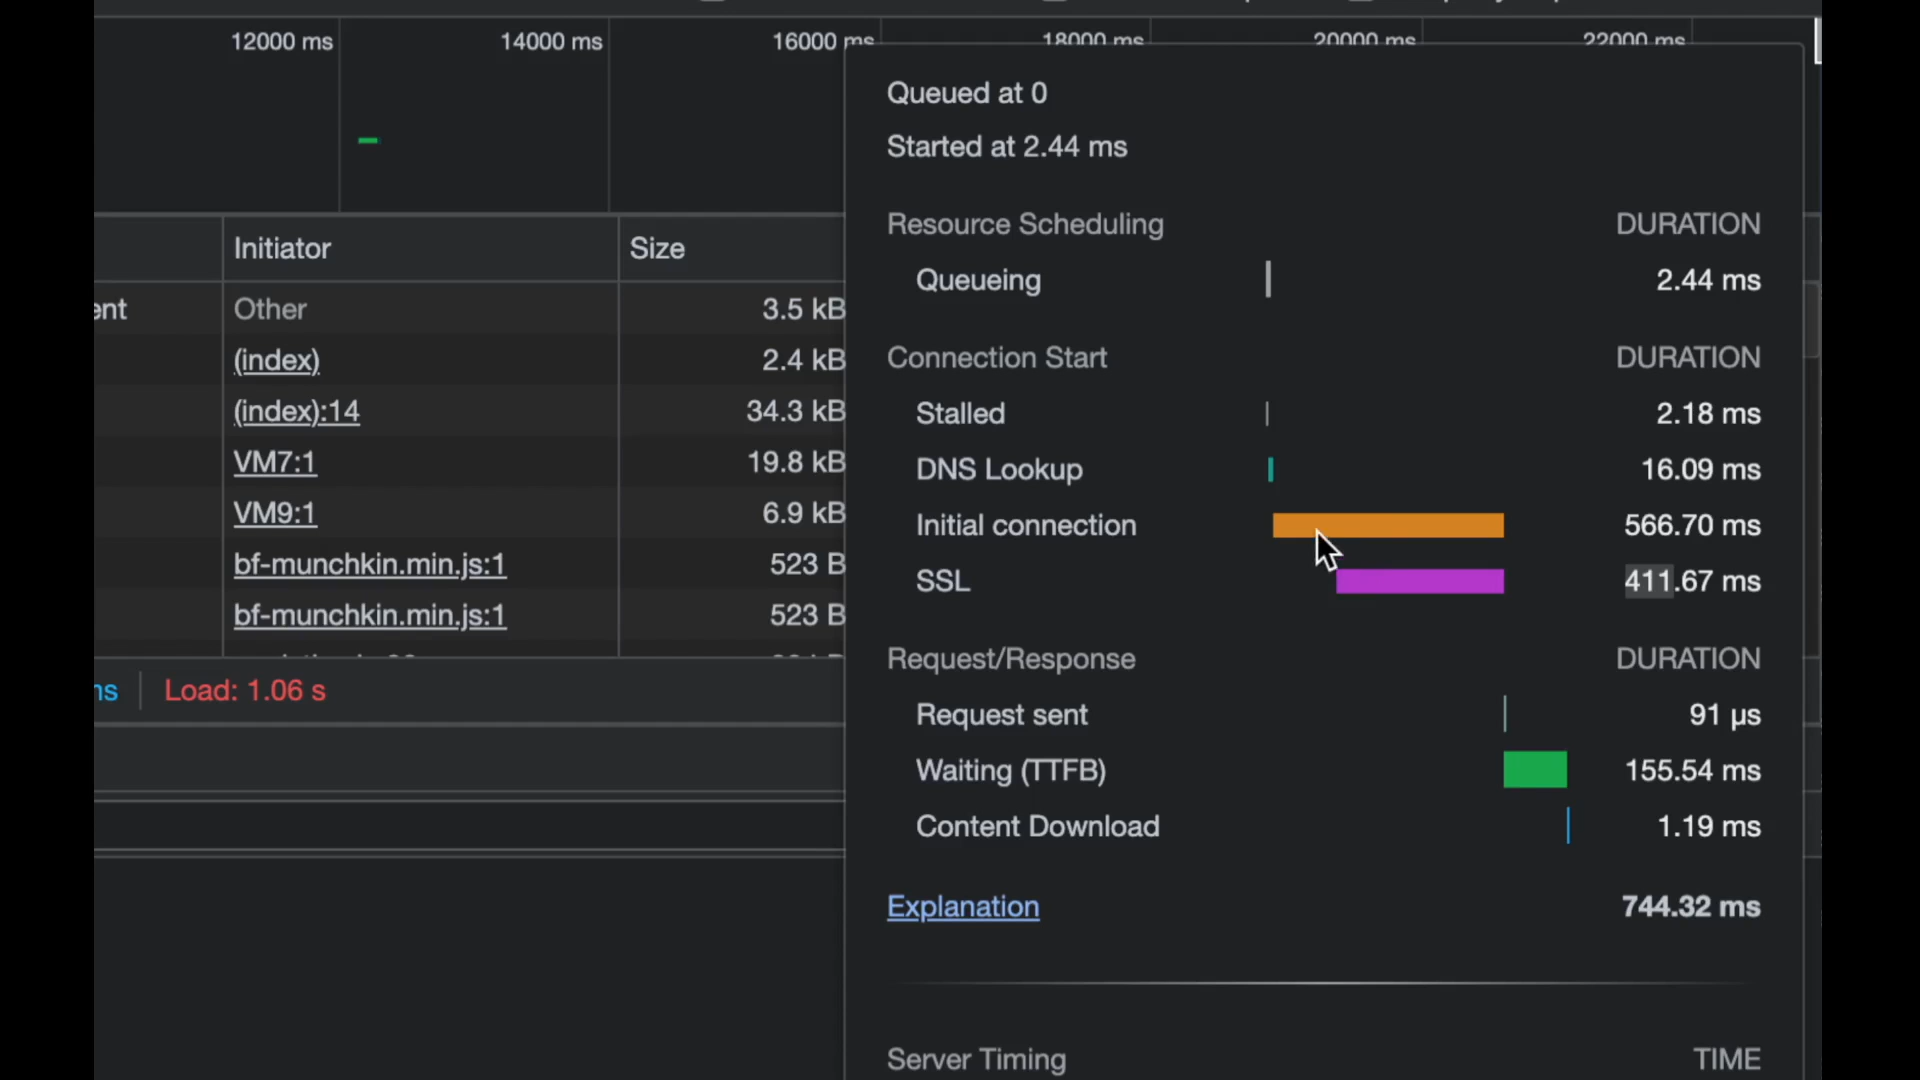 12000 ms
14000 ms
16000 ms
18000 ms
20000 ms
22000 ms
Queued at 0
Started at 2.44 ms
Resource Scheduling DURATION
Queueing 2.44 ms
Connection Start DURATION
Stalled 2.18 ms
DNS Lookup 16.09 ms
Initial connection 566.70 ms
SSL 411.67 ms
Request/Response DURATION
Request sent 91 µs
Waiting (TTFB) 155.54 ms
Content Download 1.19 ms
Explanation 744.32 ms
Server Timing TIME
Initiator Size
ent Other 3.5 kB
(index) 2.4 kB
(index):14 34.3 kB
VM7:1 19.8 kB
VM9:1 6.9 kB
bf-munchkin.min.js:1 523 B
bf-munchkin.min.js:1 523 B
ms Load: 1.06 s